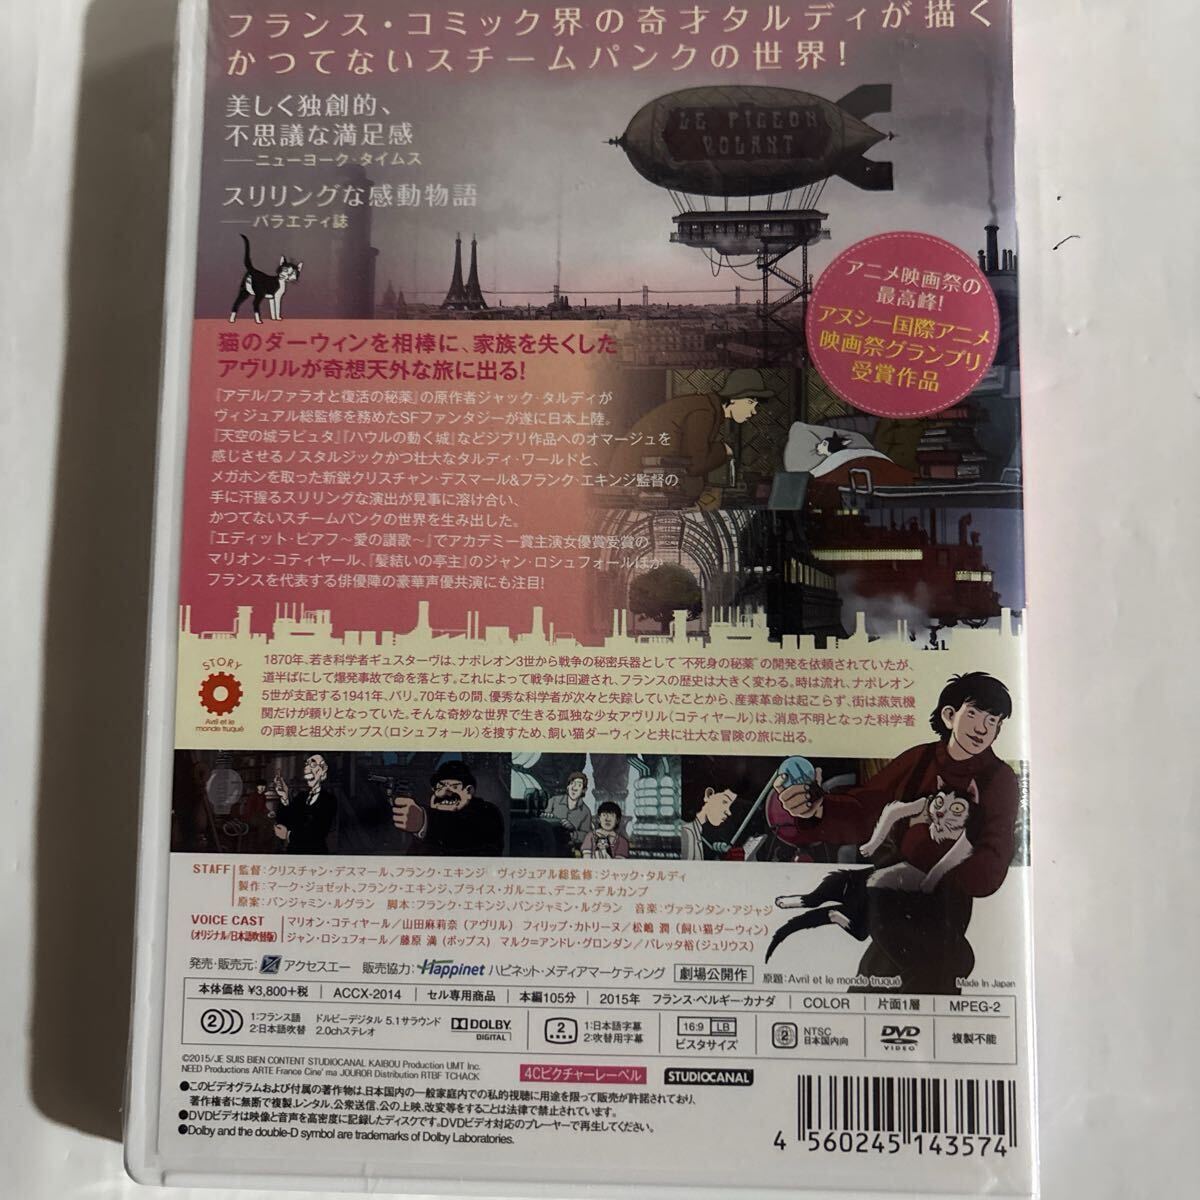 フランス・コミック界の奇才タルディが描く
かつてないスチームパンクの世界!
美しく独創的、
不思議な満足感
──ニューヨーク・タイムス
スリリングな感動物語
──バラエティ誌
LE PIGEON
VOLANT
アニメ映画祭の
最高峰!
アヌシー国際アニメ
映画祭グランプリ
受賞作品
猫のダーウィンを相棒に、家族を失くした
アヴリルが奇想天外な旅に出る!
『アデル/ファラオと復活の秘薬』の原作者ジャック・タルディが
ヴィジュアル総監修を務めたSFファンタジーが遂に日本上陸。
『天空の城ラピュタ』『ハウルの動く城』などジブリ作品へのオマージュを
感じさせるノスタルジックかつ壮大なタルディ・ワールドと、
メガホンを取った新鋭クリスチャン・デスマール&フランク・エキンジ監督の
手に汗握るスリリングな演出が見事に溶け合い、
かつてないスチームパンクの世界を生み出した。
『エディット・ピアフ~愛の讃歌~』でアカデミー賞主演女優賞受賞の
マリオン・コティヤール、『髪結いの亭主』のジャン・ロシュフォールほか
フランスを代表する俳優陣の豪華声優共演にも注目!
STORY
Avril et le
monde truqué
1870年、若き科学者ギュスターヴは、ナポレオン3世から戦争の秘密兵器として“不死身の秘薬”の開発を依頼されていたが、
道半ばにして爆発事故で命を落とす。これによって戦争は回避され、フランスの歴史は大きく変わる。時は流れ、ナポレオン
5世が支配する1941年、パリ。70年もの間、優秀な科学者が次々と失踪していたことから、産業革命は起こらず、街は蒸気機
関だけが頼りとなっていた。そんな奇妙な世界で生きる孤独な少女アヴリル(コティヤール)は、消息不明となった科学者
の両親と祖父ポップス(ロシュフォール)を捜すため、飼い猫ダーウィンと共に壮大な冒険の旅に出る。
STAFF 監督:クリスチャン・デスマール、フランク・エキンジ ヴィジュアル総監修:ジャック・タルディ
製作:マーク・ジョゼット、フランク・エキンジ、ブライス・ガルニエ、デニス・デルカンプ
原案:バンジャミン・ルグラン 脚本:フランク・エキンジ、バンジャミン・ルグラン 音楽:ヴァランタン・アジャジ
VOICE CAST マリオン・コティヤール/山田麻莉奈(アヴリル) フィリップ・カトリーヌ/松嶋 潤(飼い猫ダーウィン)
(オリジナル/日本語吹替版) ジャン・ロシュフォール/藤原 満(ポップス) マルク=アンドレ・グロンダン/バレッタ裕(ジュリウス)
発売・販売元: アクセスエー 販売協力: Happinet ハピネット・メディアマーケティング 劇場公開作 原題:Avril et le monde truqué Made In Japan
本体価格 ¥3,800+税 ACCX-2014 セル専用商品 本編105分 2015年 フランス・ベルギー・カナダ COLOR 片面1層 MPEG-2
2 1:フランス語 ドルビーデジタル 5.1サラウンド DOLBY 2 1:日本語字幕 16:9 LB 2 NTSC DVD 複製不能
2:日本語吹替 2.0chステレオ DIGITAL 2:吹替用字幕 ビスタサイズ 日本国内向 VIDEO
©2015/JE SUIS BIEN CONTENT STUDIOCANAL KAIBOU Production UMT Inc.
NEED Productions ARTE France Cine' ma JOUROR Distribution RTBF TCHACK
4Cピクチャーレーベル STUDIOCANAL
●このビデオグラムおよび付属の著作物は、日本国内の一般家庭内での私的視聴に用途を限って販売が許諾されており、
著作権者に無断で複製、レンタル、公衆送信、公の上映、改変等をすることは法律で禁止されています。
●DVDビデオは映像と音声を高密度に記録したディスクです。DVDビデオ対応のプレーヤーで再生してください。
●Dolby and the double-D symbol are trademarks of Dolby Laboratories.
4 560245 143574